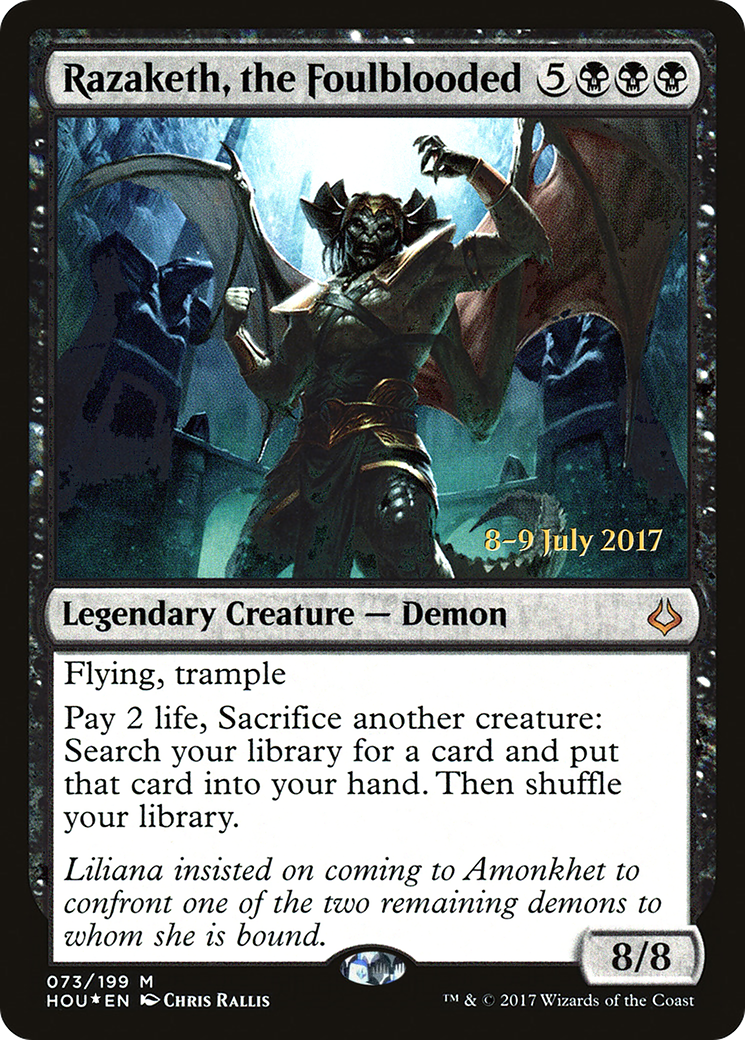 Razaketh, the Foulblooded 5
8–9 July 2017
Legendary Creature — Demon
Flying, trample
Pay 2 life, Sacrifice another creature:
Search your library for a card and put
that card into your hand. Then shuffle
your library.
Liliana insisted on coming to Amonkhet to
confront one of the two remaining demons to
whom she is bound.
8/8
073/199 M
HOU★EN Chris Rallis
™ & © 2017 Wizards of the Coast